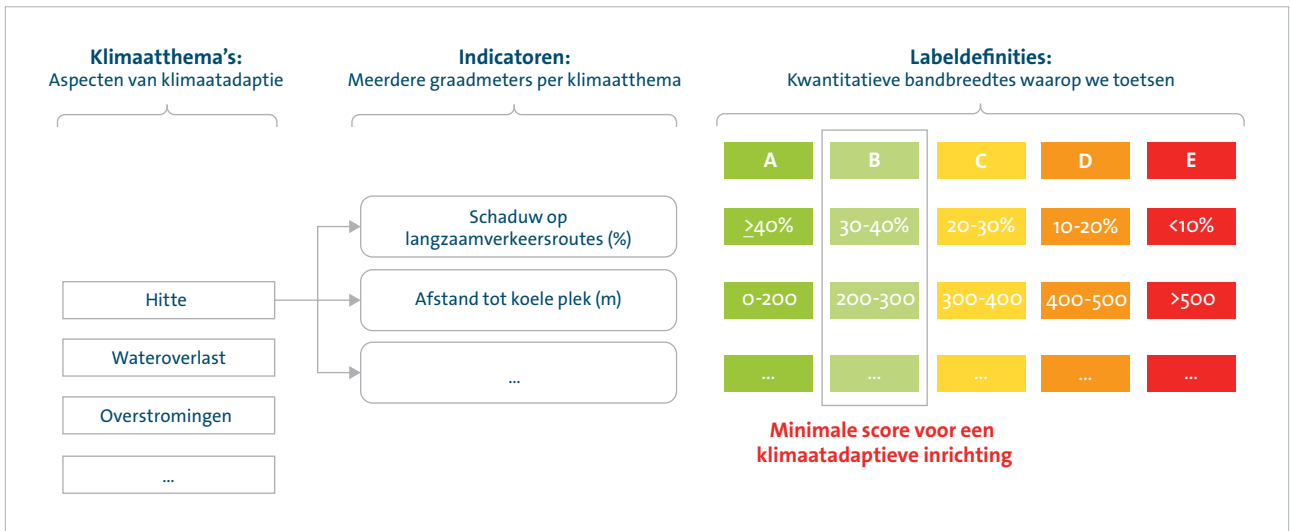 Klimaatthema's:
Aspecten van klimaatadaptie
Indicatoren:
Meerdere graadmeters per klimaatthema
Labeldefinities:
Kwantitatieve bandbreedtes waarop we toetsen
A
B
C
D
E
Schaduw op
langzaamverkeersroutes (%)
≥40%
30-40%
20-30%
10-20%
<10%
Hitte
Afstand tot koele plek (m)
0-200
200-300
300-400
400-500
>500
Wateroverlast
...
...
...
...
...
...
Overstromingen
...
Minimale score voor een
klimaatadaptieve inrichting